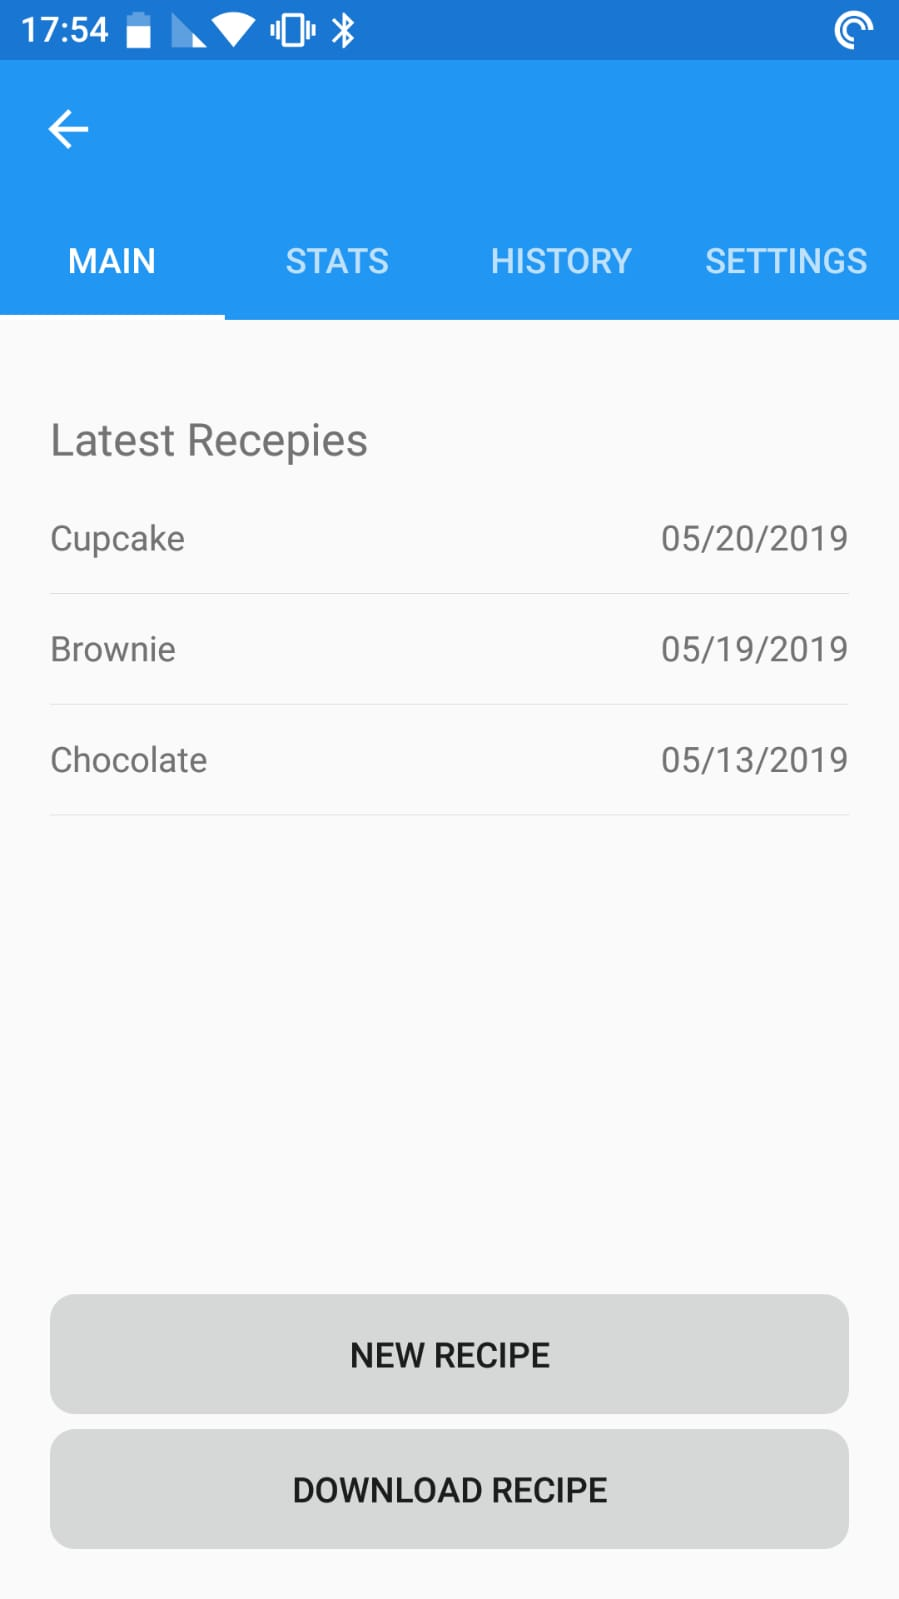 17:54
MAIN STATS HISTORY SETTINGS
Latest Recepies
Cupcake 05/20/2019
Brownie 05/19/2019
Chocolate 05/13/2019
NEW RECIPE
DOWNLOAD RECIPE